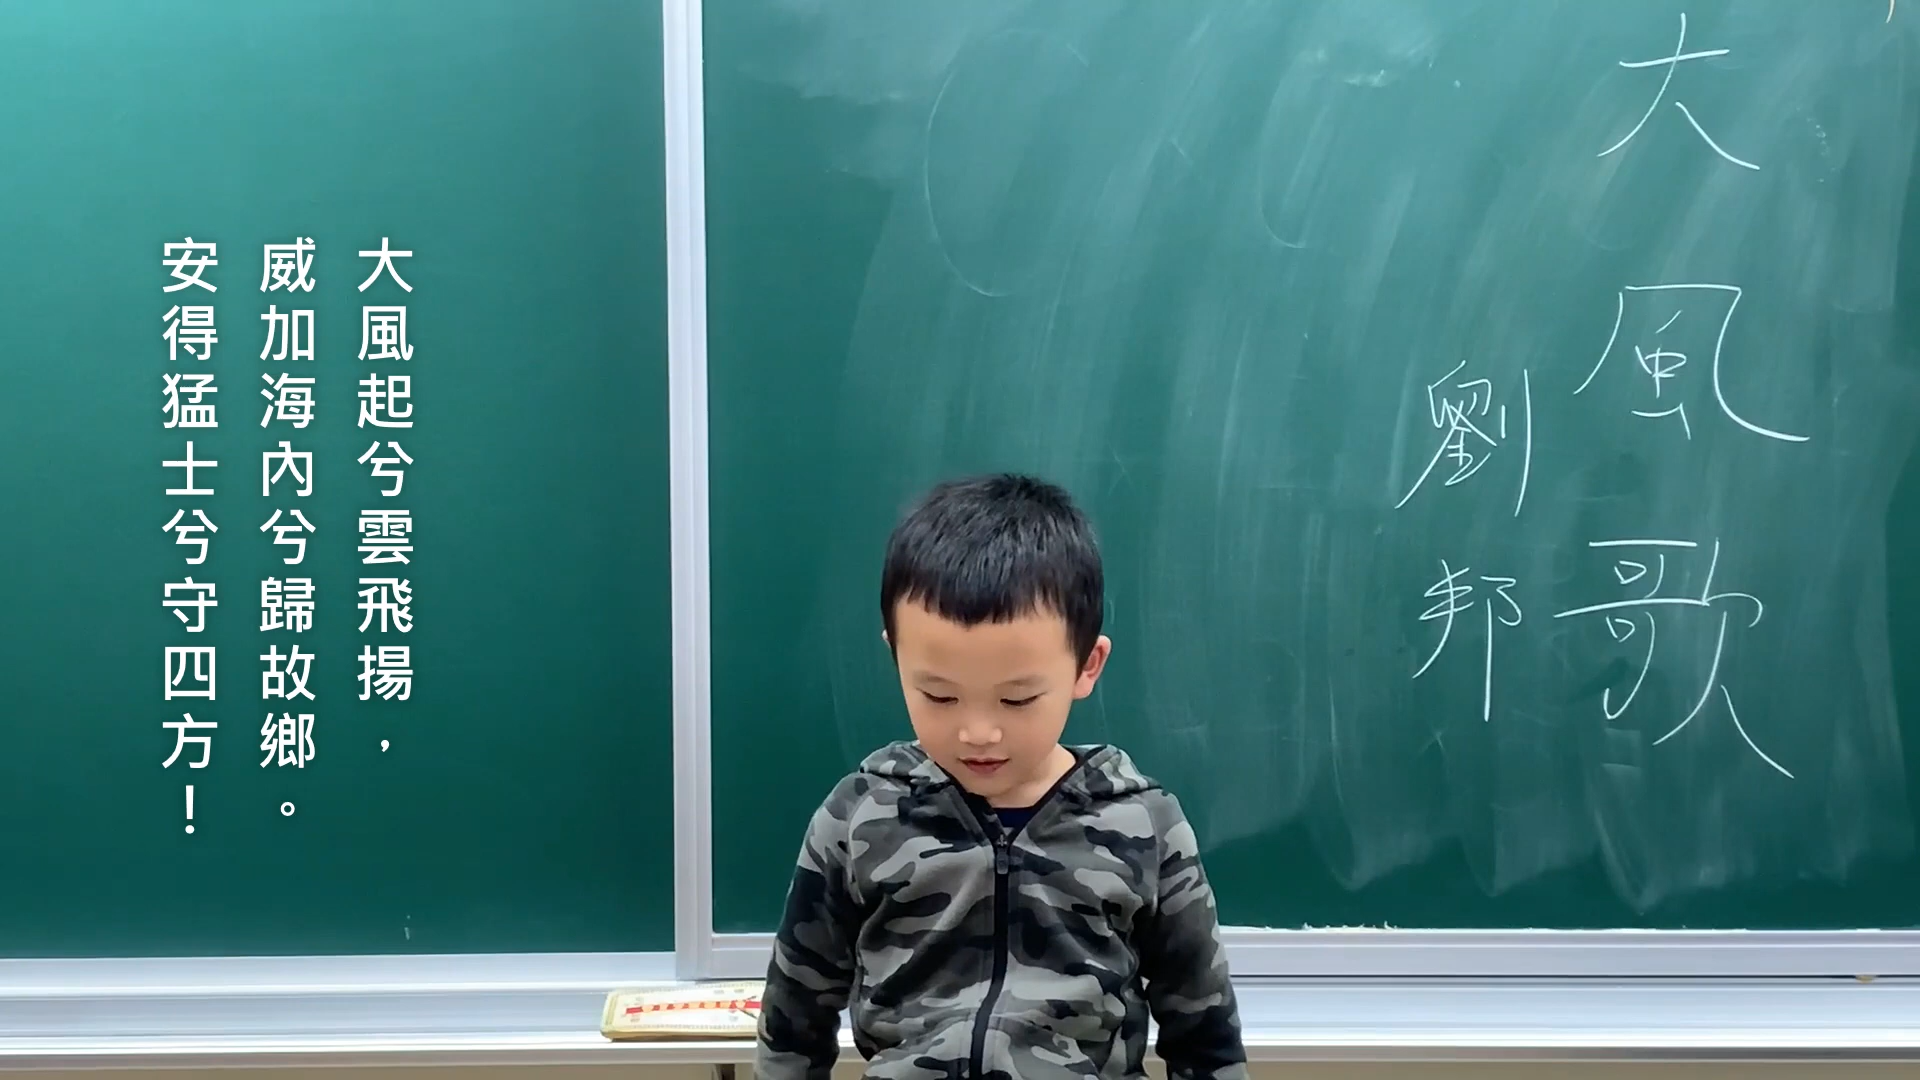 大風歌
劉邦
大風起兮雲飛揚，
威加海內兮歸故鄉。
安得猛士兮守四方！